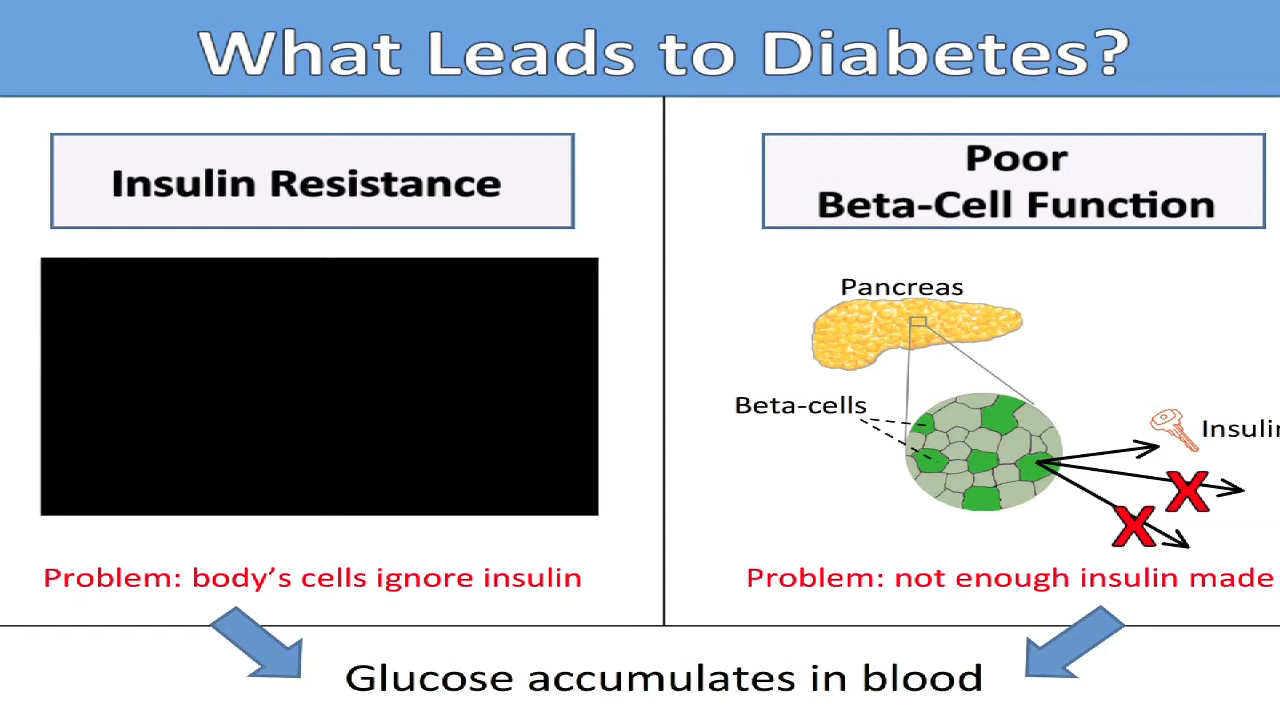 What Leads to Diabetes?
Insulin Resistance
Poor
Beta-Cell Function
Pancreas
Beta-cells
X
X
Problem: body's cells ignore insulin
Problem: not enough insulin made
Glucose accumulates in blood